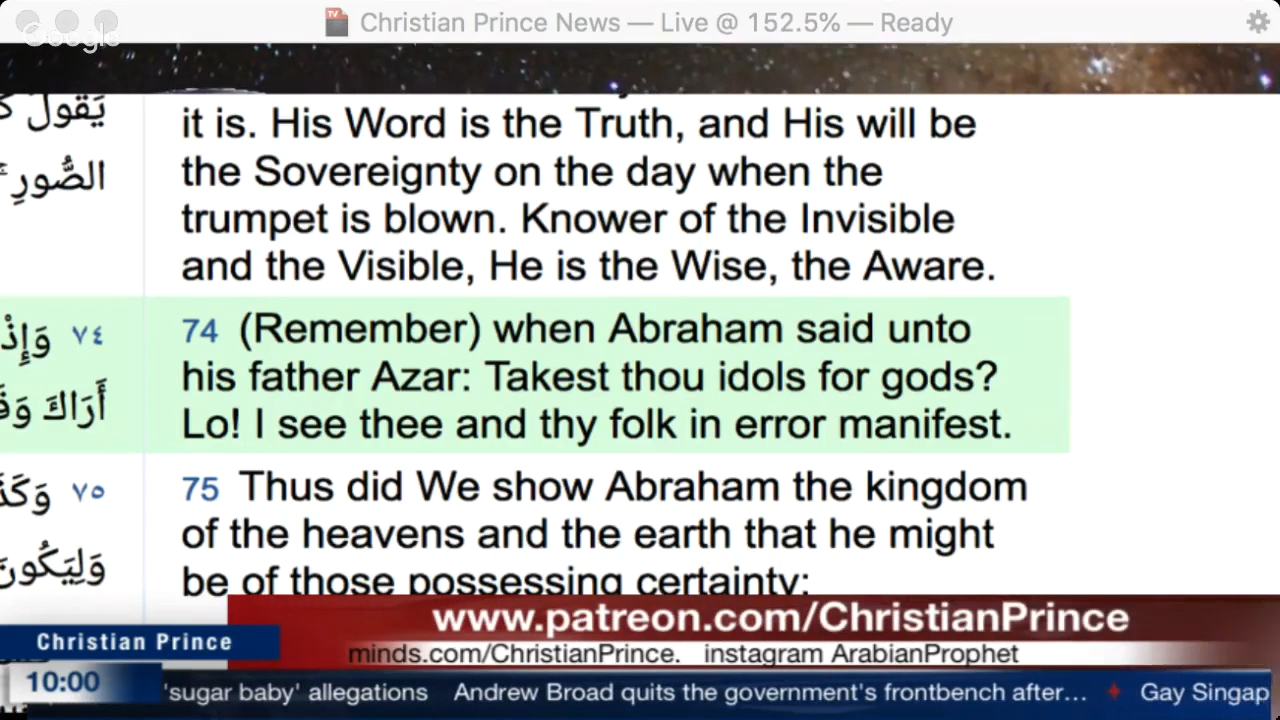 Christian Prince News — Live @ 152.5% — Ready
Google
يَقُولُ
الصُّورِ
it is. His Word is the Truth, and His will be
the Sovereignty on the day when the
trumpet is blown. Knower of the Invisible
and the Visible, He is the Wise, the Aware.
٧٤ وَإِذْ
أَرَاكَ
74 (Remember) when Abraham said unto
his father Azar: Takest thou idols for gods?
Lo! I see thee and thy folk in error manifest.
٧٥
وَلِيَكُونَ
75 Thus did We show Abraham the kingdom
of the heavens and the earth that he might
be of those possessing certainty:
www.patreon.com/ChristianPrince
Christian Prince
minds.com/ChristianPrince. instagram ArabianProphet
10:00
'sugar baby' allegations Andrew Broad quits the government's frontbench after... Gay Singap